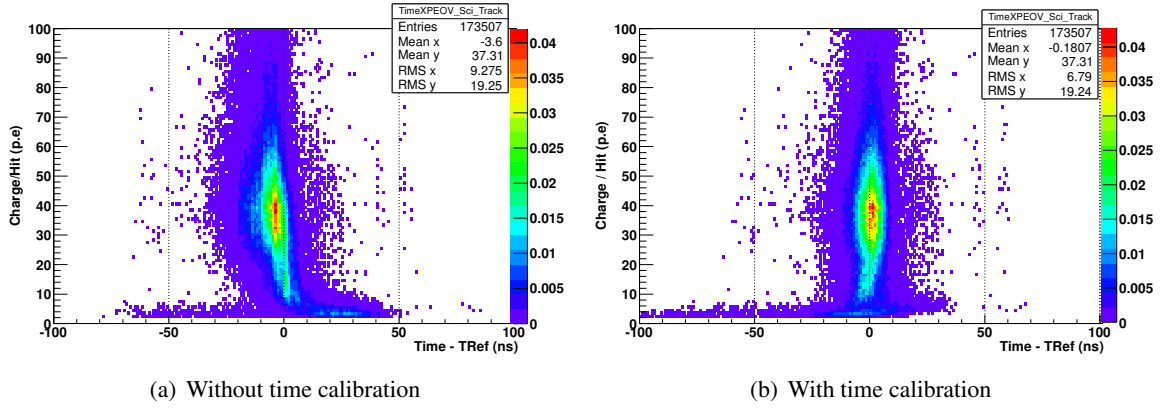 TimeXPEOV_Sci_Track
Entries 173507
Mean x -3.6
Mean y 37.31
RMS x 9.275
RMS y 19.25
Charge/Hit (p.e)
100
90
80
70
60
50
40
30
20
10
0
-100 -50 0 50 100
Time - TRef (ns)
0.04
0.035
0.03
0.025
0.02
0.015
0.01
0.005
0
(a) Without time calibration
TimeXPEOV_Sci_Track
Entries 173507
Mean x -0.1807
Mean y 37.31
RMS x 6.79
RMS y 19.24
Charge / Hit (p.e)
100
90
80
70
60
50
40
30
20
10
0
-100 -50 0 50 100
Time - TRef (ns)
0.04
0.035
0.03
0.025
0.02
0.015
0.01
0.005
0
(b) With time calibration